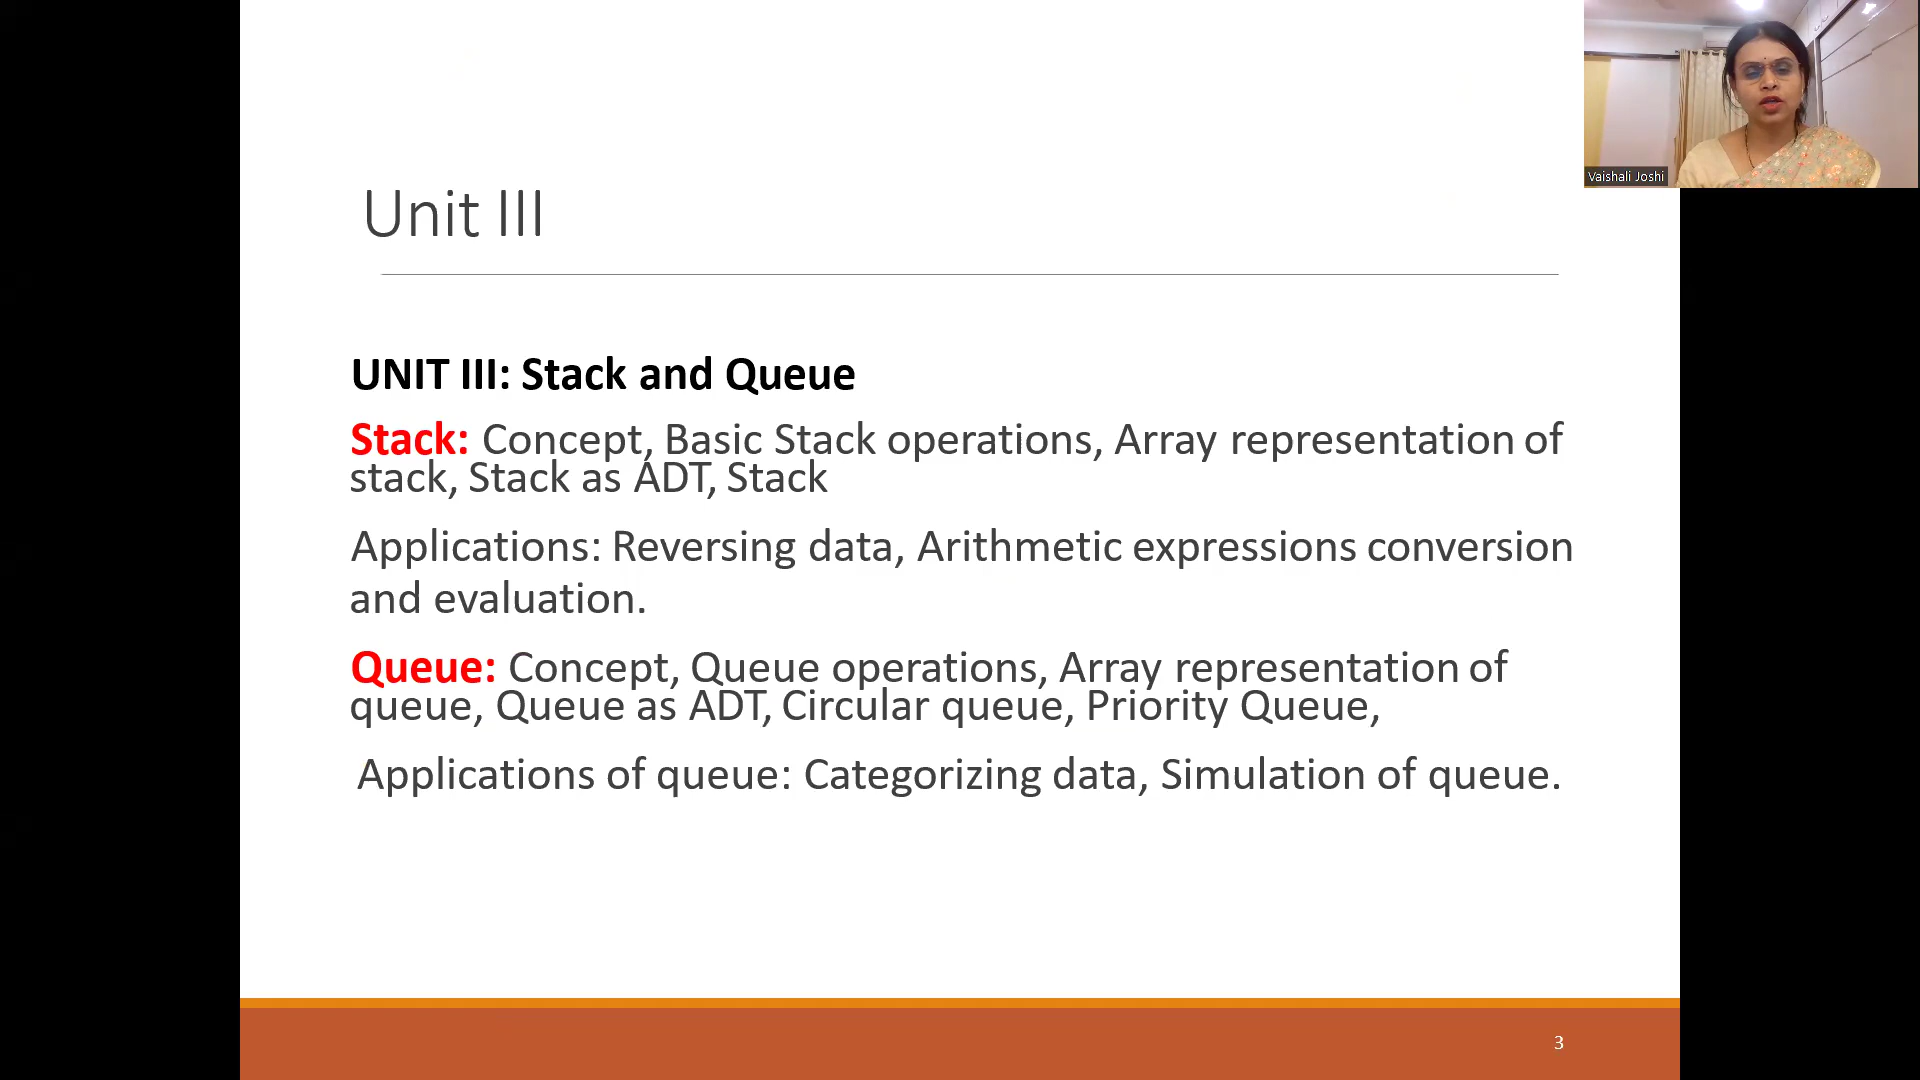 Vaishali Joshi
Unit III
UNIT III: Stack and Queue
Stack: Concept, Basic Stack operations, Array representation of
stack, Stack as ADT, Stack
Applications: Reversing data, Arithmetic expressions conversion
and evaluation.
Queue: Concept, Queue operations, Array representation of
queue, Queue as ADT, Circular queue, Priority Queue,
Applications of queue: Categorizing data, Simulation of queue.
3